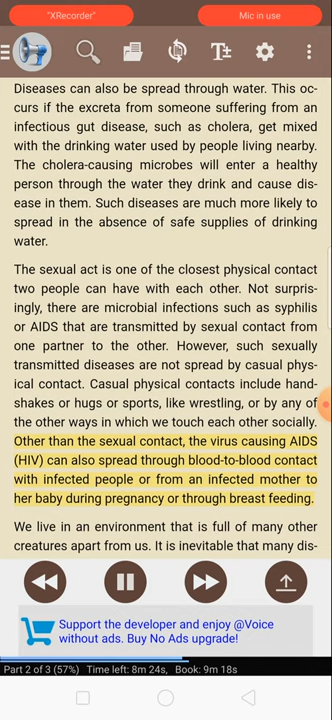 "XRecorder"
Mic in use
T±
Diseases can also be spread through water. This oc-
curs if the excreta from someone suffering from an
infectious gut disease, such as cholera, get mixed
with the drinking water used by people living nearby.
The cholera-causing microbes will enter a healthy
person through the water they drink and cause dis-
ease in them. Such diseases are much more likely to
spread in the absence of safe supplies of drinking
water.
The sexual act is one of the closest physical contact
two people can have with each other. Not surpris-
ingly, there are microbial infections such as syphilis
or AIDS that are transmitted by sexual contact from
one partner to the other. However, such sexually
transmitted diseases are not spread by casual phys-
ical contact. Casual physical contacts include hand-
shakes or hugs or sports, like wrestling, or by any of
the other ways in which we touch each other socially.
Other than the sexual contact, the virus causing AIDS
(HIV) can also spread through blood-to-blood contact
with infected people or from an infected mother to
her baby during pregnancy or through breast feeding.
We live in an environment that is full of many other
creatures apart from us. It is inevitable that many dis-
Support the developer and enjoy @Voice
without ads. Buy No Ads upgrade!
Part 2 of 3 (57%) Time left: 8m 24s, Book: 9m 18s